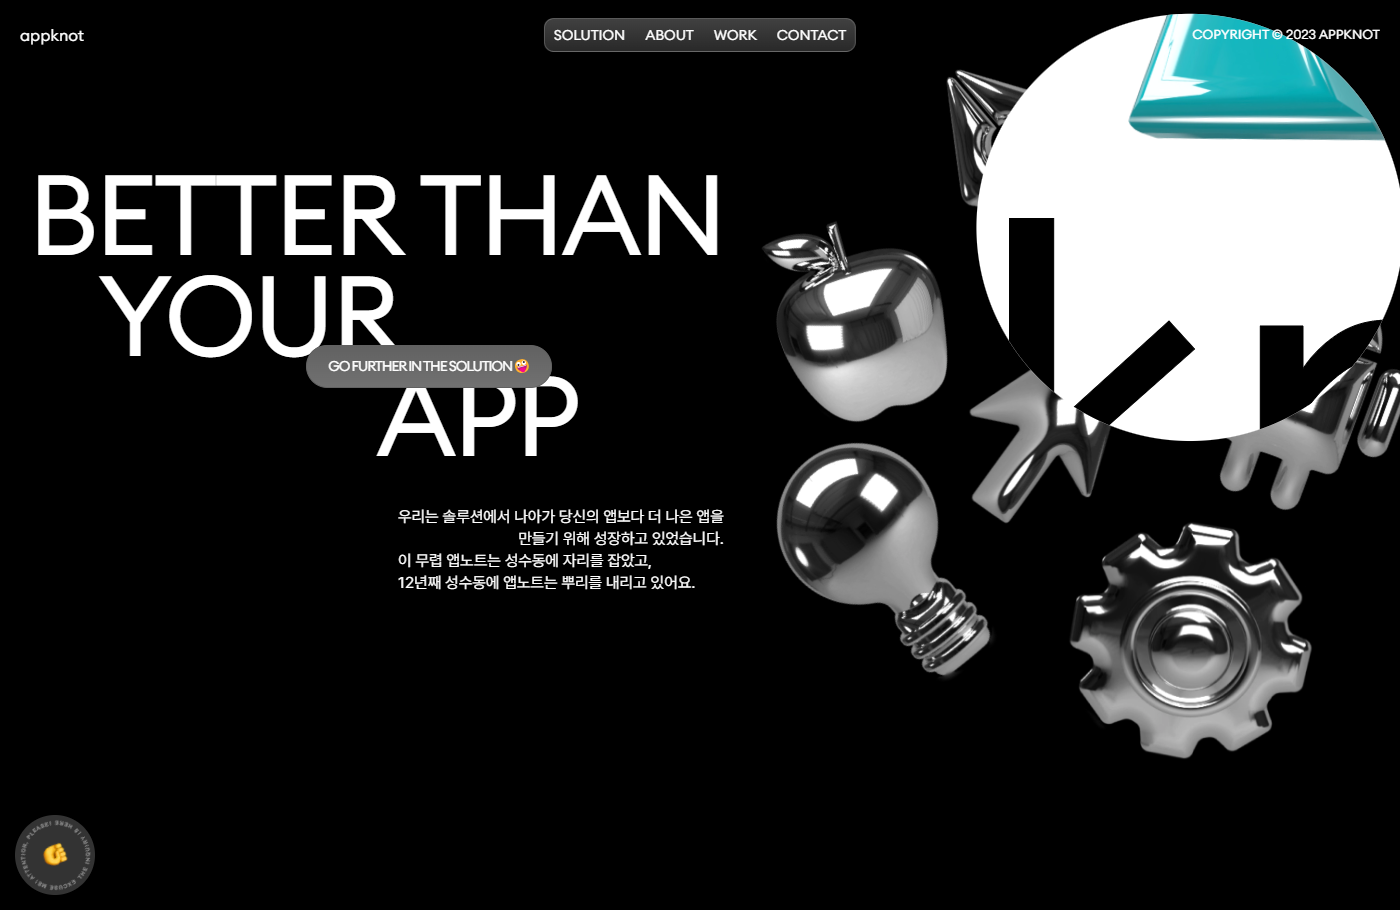 appknot
SOLUTION ABOUT WORK CONTACT
COPYRIGHT © 2023 APPKNOT
BETTER THAN
YOUR
GO FURTHER IN THE SOLUTION 🤪
APP
우리는 솔루션에서 나아가 당신의 앱보다 더 나은 앱을
만들기 위해 성장하고 있었습니다.
이 무렵 앱노트는 성수동에 자리를 잡았고,
12년째 성수동에 앱노트는 뿌리를 내리고 있어요.
EXCUSE ME! ATTENTION, PLEASE!